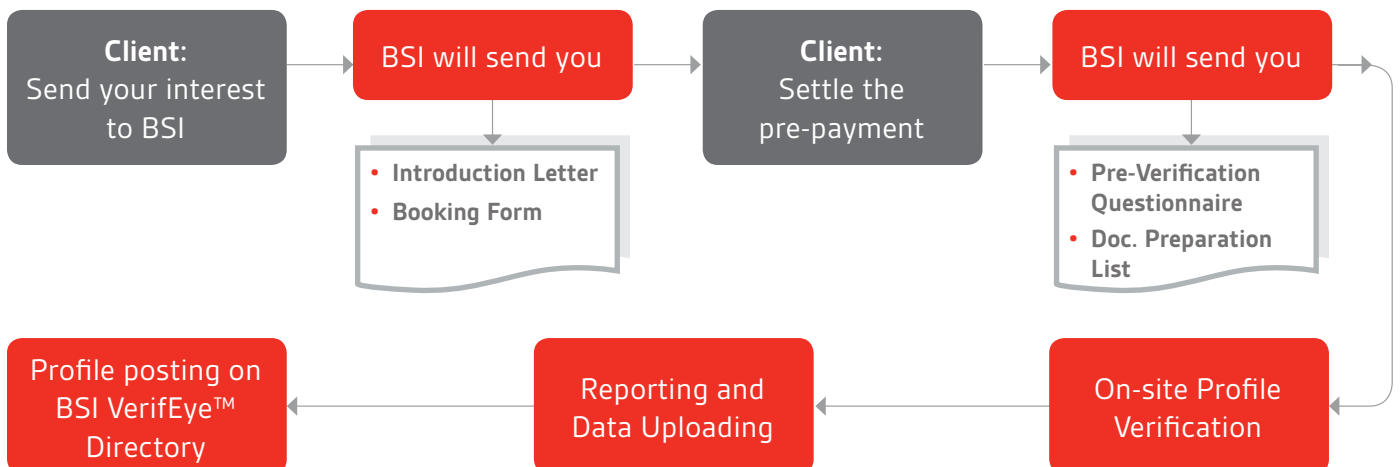 Client:
Send your interest
to BSI
BSI will send you
• Introduction Letter
• Booking Form
Client:
Settle the
pre-payment
BSI will send you
• Pre-Verification
Questionnaire
• Doc. Preparation
List
On-site Profile
Verification
Reporting and
Data Uploading
Profile posting on
BSI VerifEye™
Directory